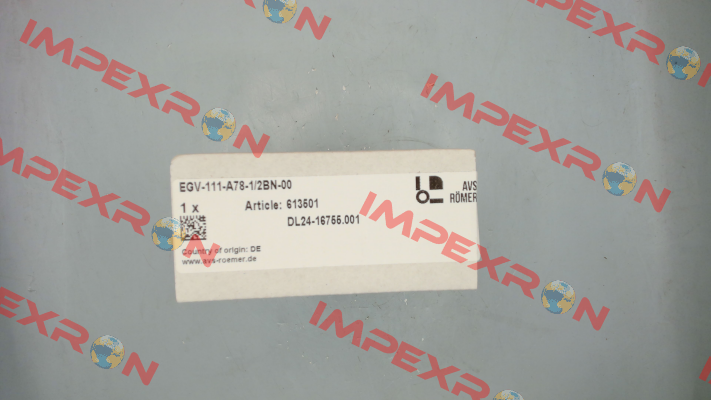 EGV-111-A78-1/2BN-00
1 x
Article: 613501
DL24-16755.001
Country of origin: DE
www.avs-roemer.de
AVS
RÖMER
IMPEXRON
IMPEXRON
IMPEXRON
IMPEXRON
IMPEXRON
IMPEXRON
IMPEXRON
IMPEXRON